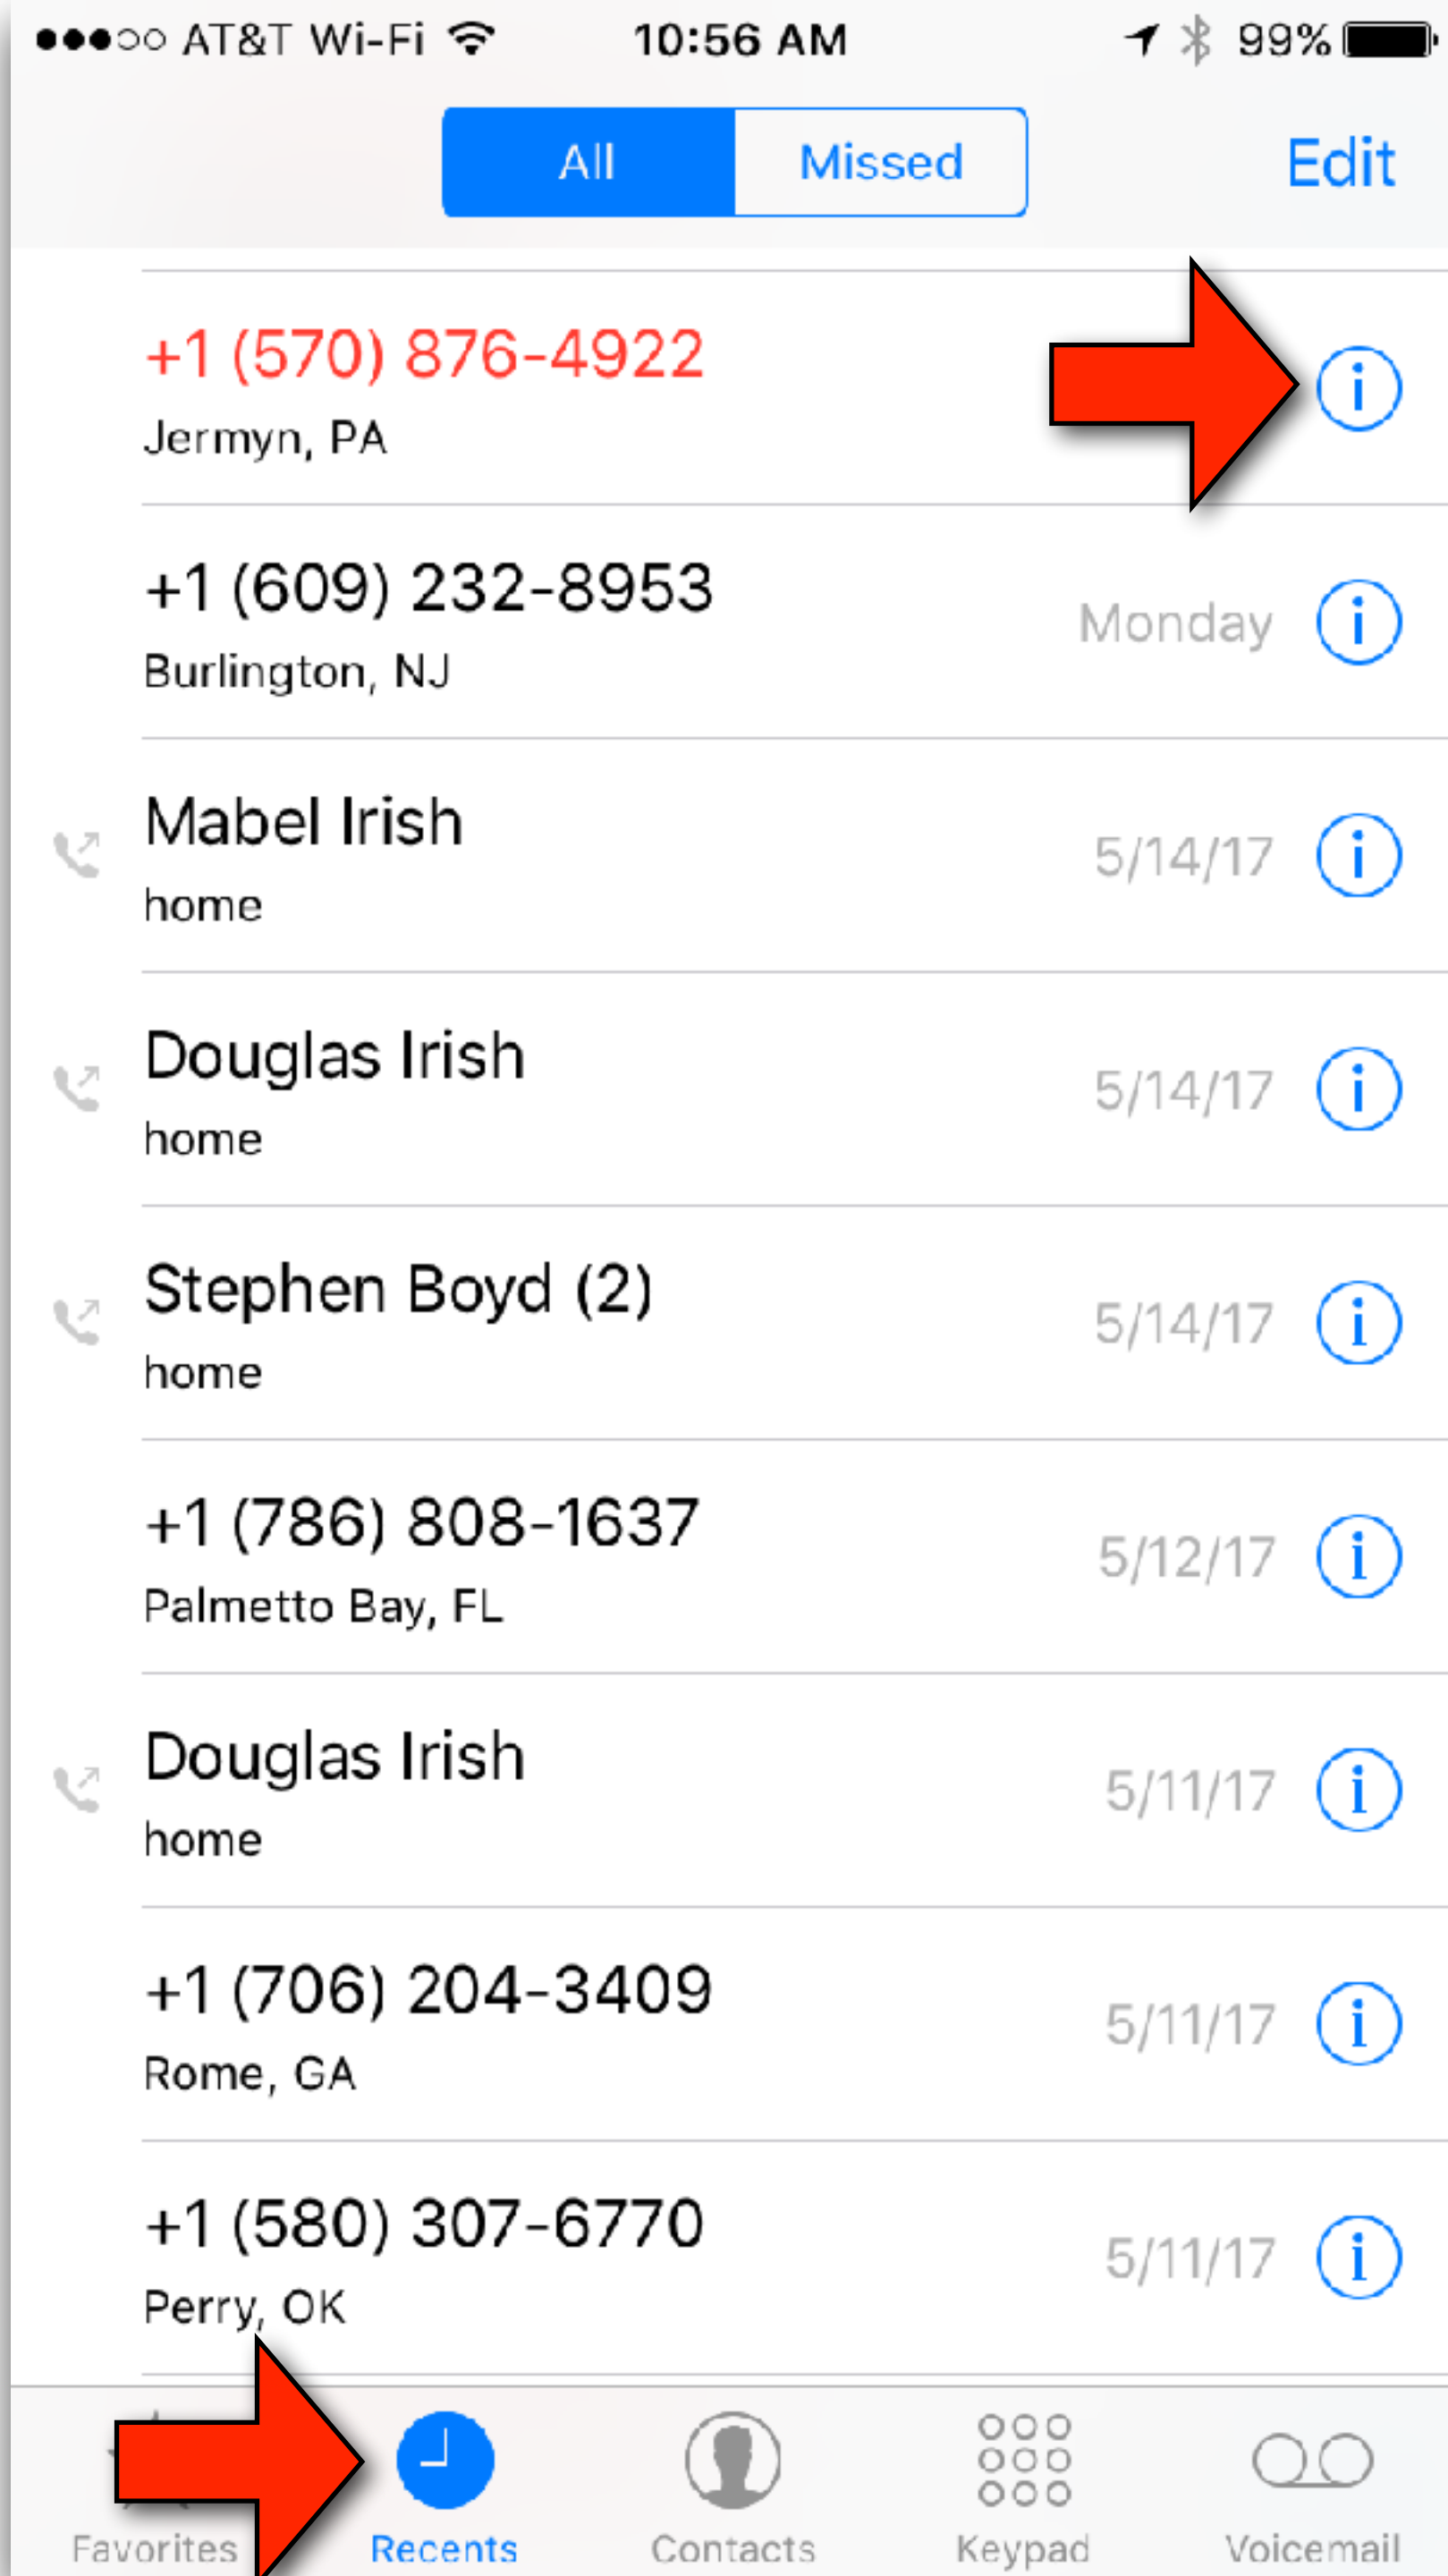 AT&T Wi-Fi 10:56 AM 99%
All Missed Edit
+1 (570) 876-4922
Jermyn, PA
+1 (609) 232-8953
Monday
Burlington, NJ
Mabel Irish
5/14/17
home
Douglas Irish
5/14/17
home
Stephen Boyd (2)
5/14/17
home
+1 (786) 808-1637
5/12/17
Palmetto Bay, FL
Douglas Irish
5/11/17
home
+1 (706) 204-3409
5/11/17
Rome, GA
+1 (580) 307-6770
5/11/17
Perry, OK
Favorites Recents Contacts Keypad Voicemail